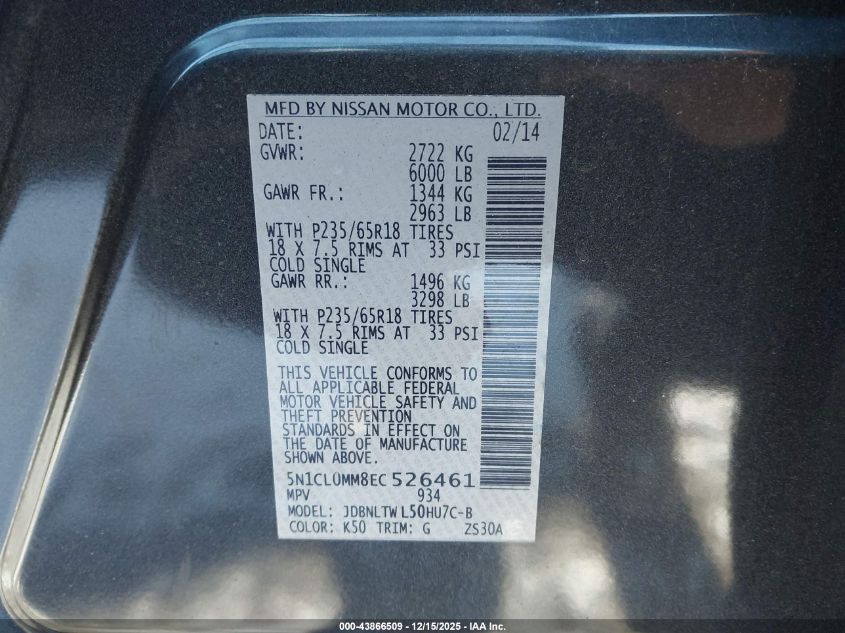 MFD BY NISSAN MOTOR CO., LTD.
DATE: 02/14
GVWR: 2722 KG
6000 LB
GAWR FR.: 1344 KG
2963 LB
WITH P235/65R18 TIRES
18 X 7.5 RIMS AT 33 PSI
COLD SINGLE
GAWR RR.: 1496 KG
3298 LB
WITH P235/65R18 TIRES
18 X 7.5 RIMS AT 33 PSI
COLD SINGLE
THIS VEHICLE CONFORMS TO
ALL APPLICABLE FEDERAL
MOTOR VEHICLE SAFETY AND
THEFT PREVENTION
STANDARDS IN EFFECT ON
THE DATE OF MANUFACTURE
SHOWN ABOVE.
5N1CL0MM8EC526461
MPV 934
MODEL: JDBNLTWL50HU7C-B
COLOR: K50 TRIM: G ZS30A
000-43866509 - 12/15/2025 - IAA Inc.